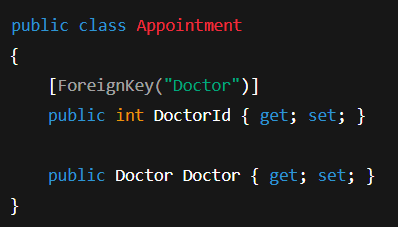 public class Appointment
{
    [ForeignKey("Doctor")]
    public int DoctorId { get; set; }

    public Doctor Doctor { get; set; }
}